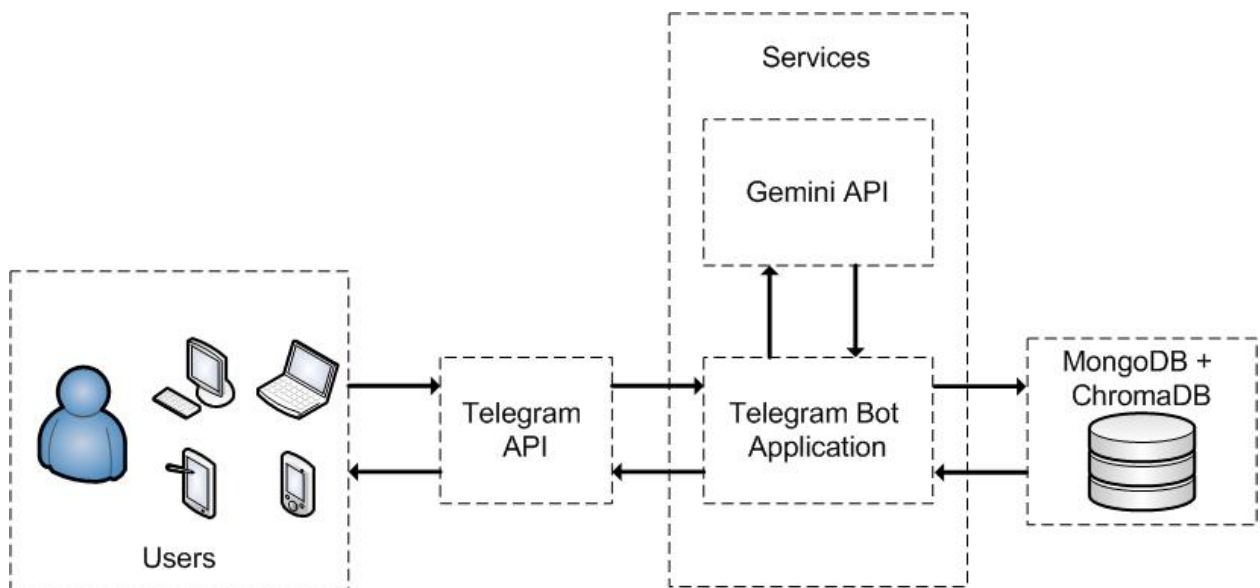 Services
Gemini API
Users
Telegram
API
Telegram Bot
Application
MongoDB +
ChromaDB